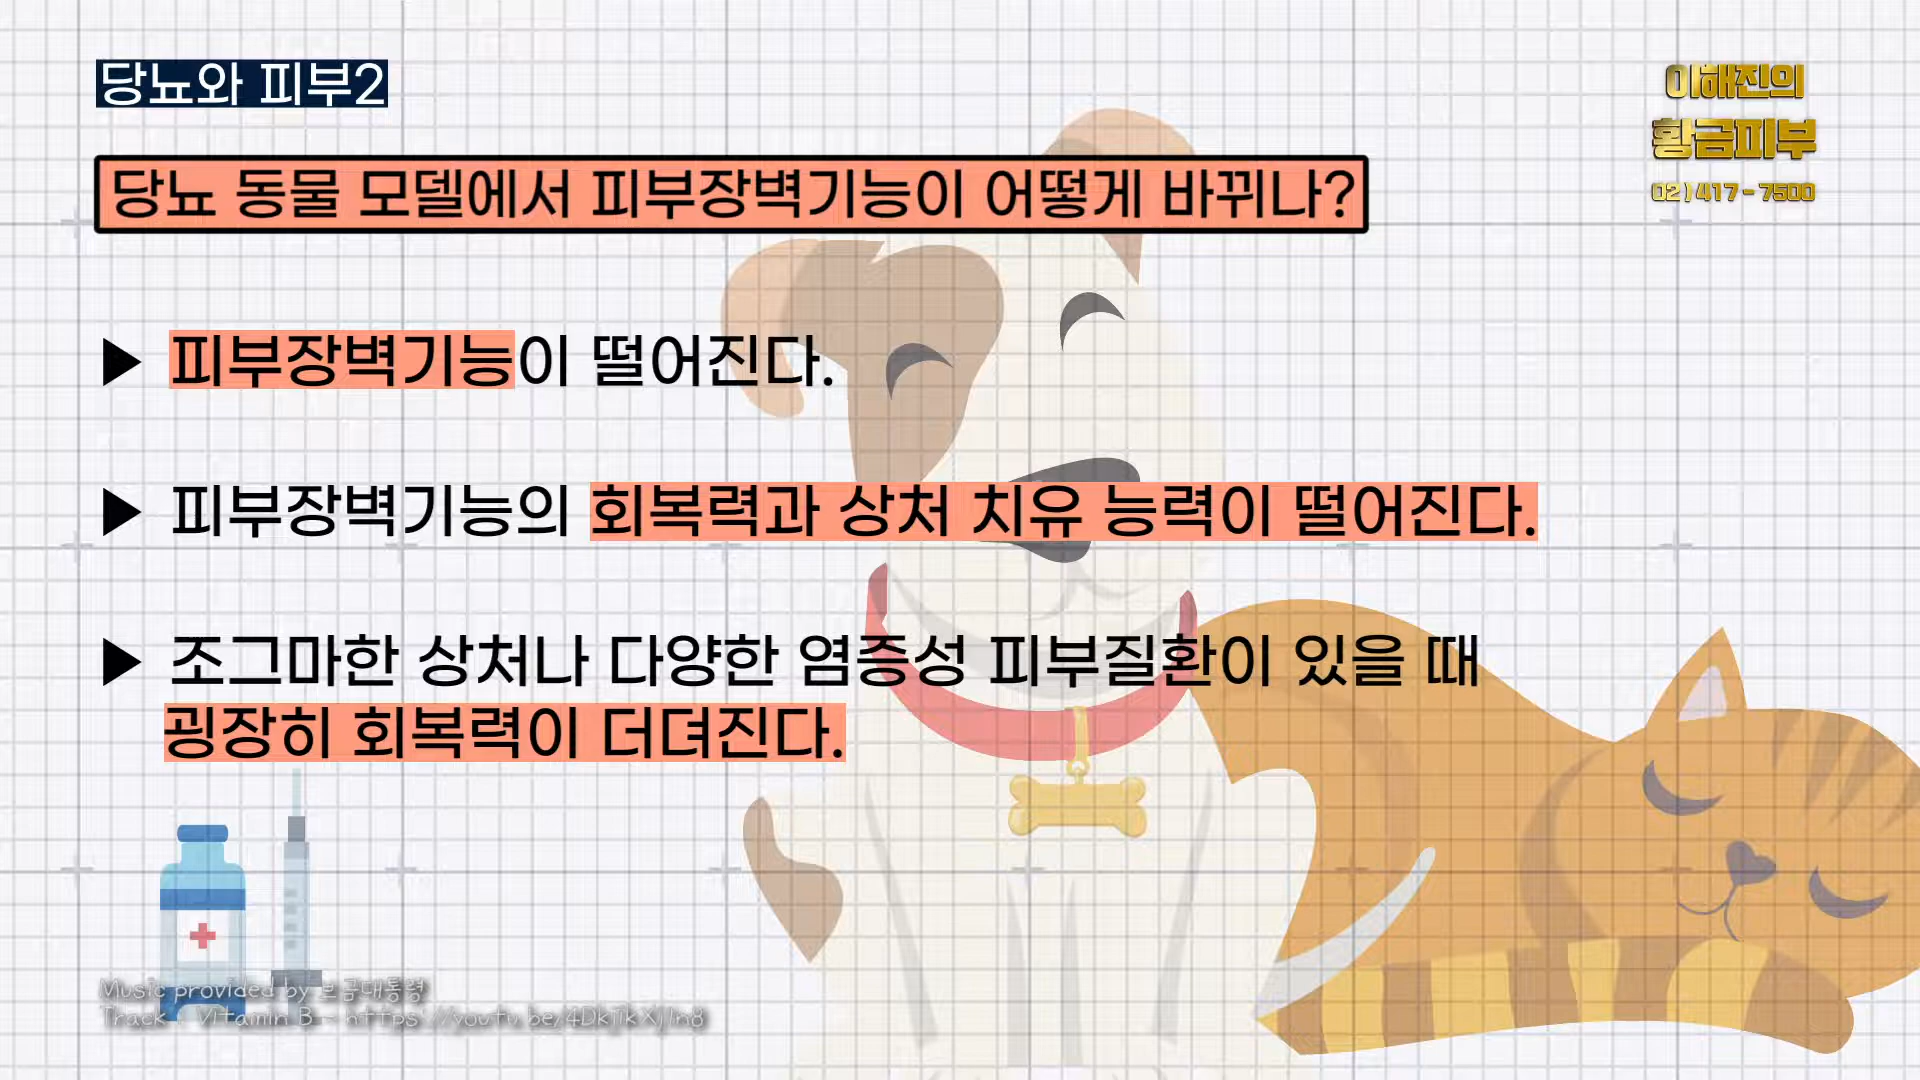 당뇨와 피부2
이해진의
황금피부
02)417-7500
당뇨 동물 모델에서 피부장벽기능이 어떻게 바뀌나?
▶ 피부장벽기능이 떨어진다.
▶ 피부장벽기능의 회복력과 상처 치유 능력이 떨어진다.
▶ 조그마한 상처나 다양한 염증성 피부질환이 있을 때
굉장히 회복력이 더뎌진다.
Music provided by 브금대통령
Track : Vitamin B -